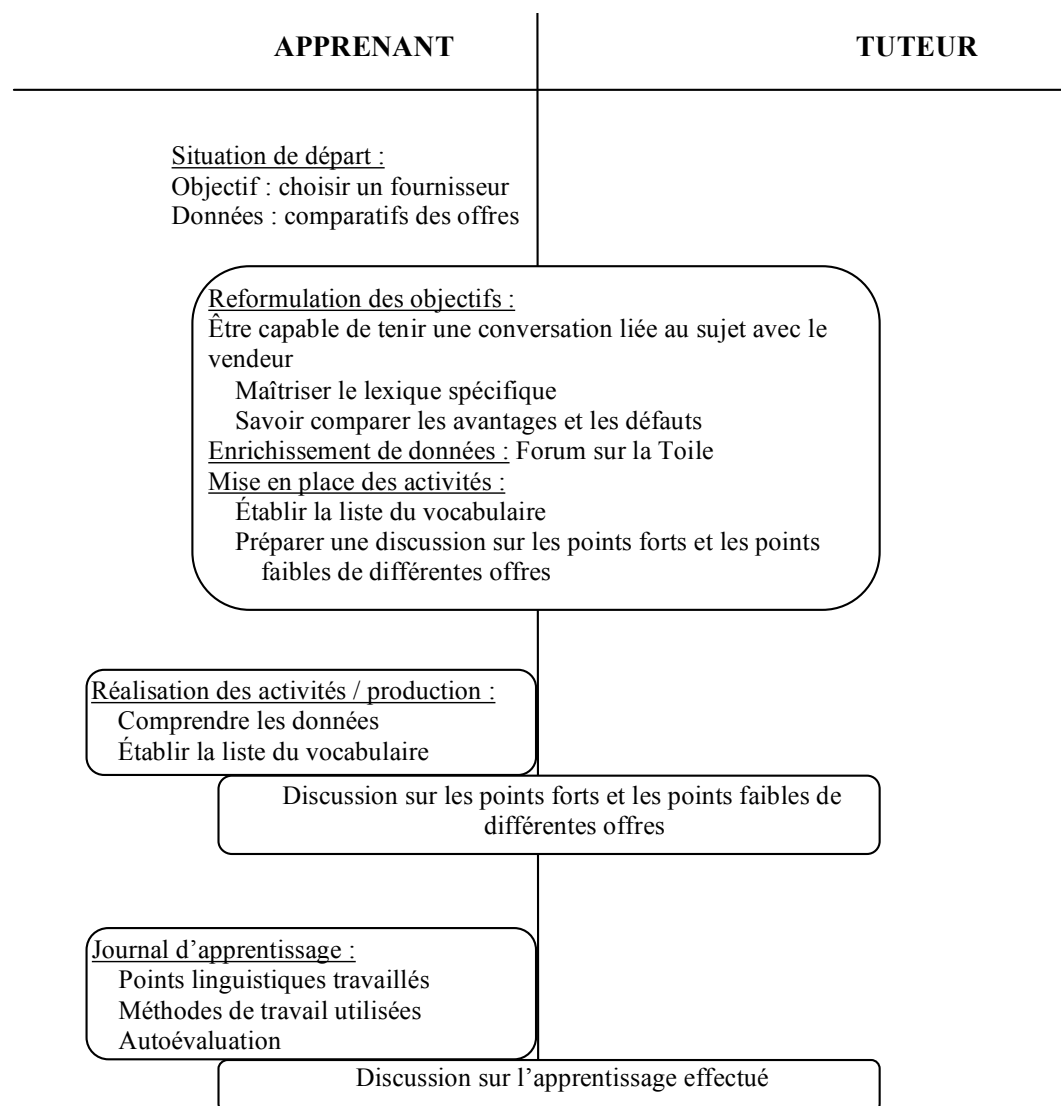 APPRENANT
TUTEUR
Situation de départ :
Objectif : choisir un fournisseur
Données : comparatifs des offres
Reformulation des objectifs :
Être capable de tenir une conversation liée au sujet avec le
vendeur
Maîtriser le lexique spécifique
Savoir comparer les avantages et les défauts
Enrichissement de données : Forum sur la Toile
Mise en place des activités :
Établir la liste du vocabulaire
Préparer une discussion sur les points forts et les points
faibles de différentes offres
Réalisation des activités / production :
Comprendre les données
Établir la liste du vocabulaire
Discussion sur les points forts et les points faibles de
différentes offres
Journal d’apprentissage :
Points linguistiques travaillés
Méthodes de travail utilisées
Autoévaluation
Discussion sur l’apprentissage effectué